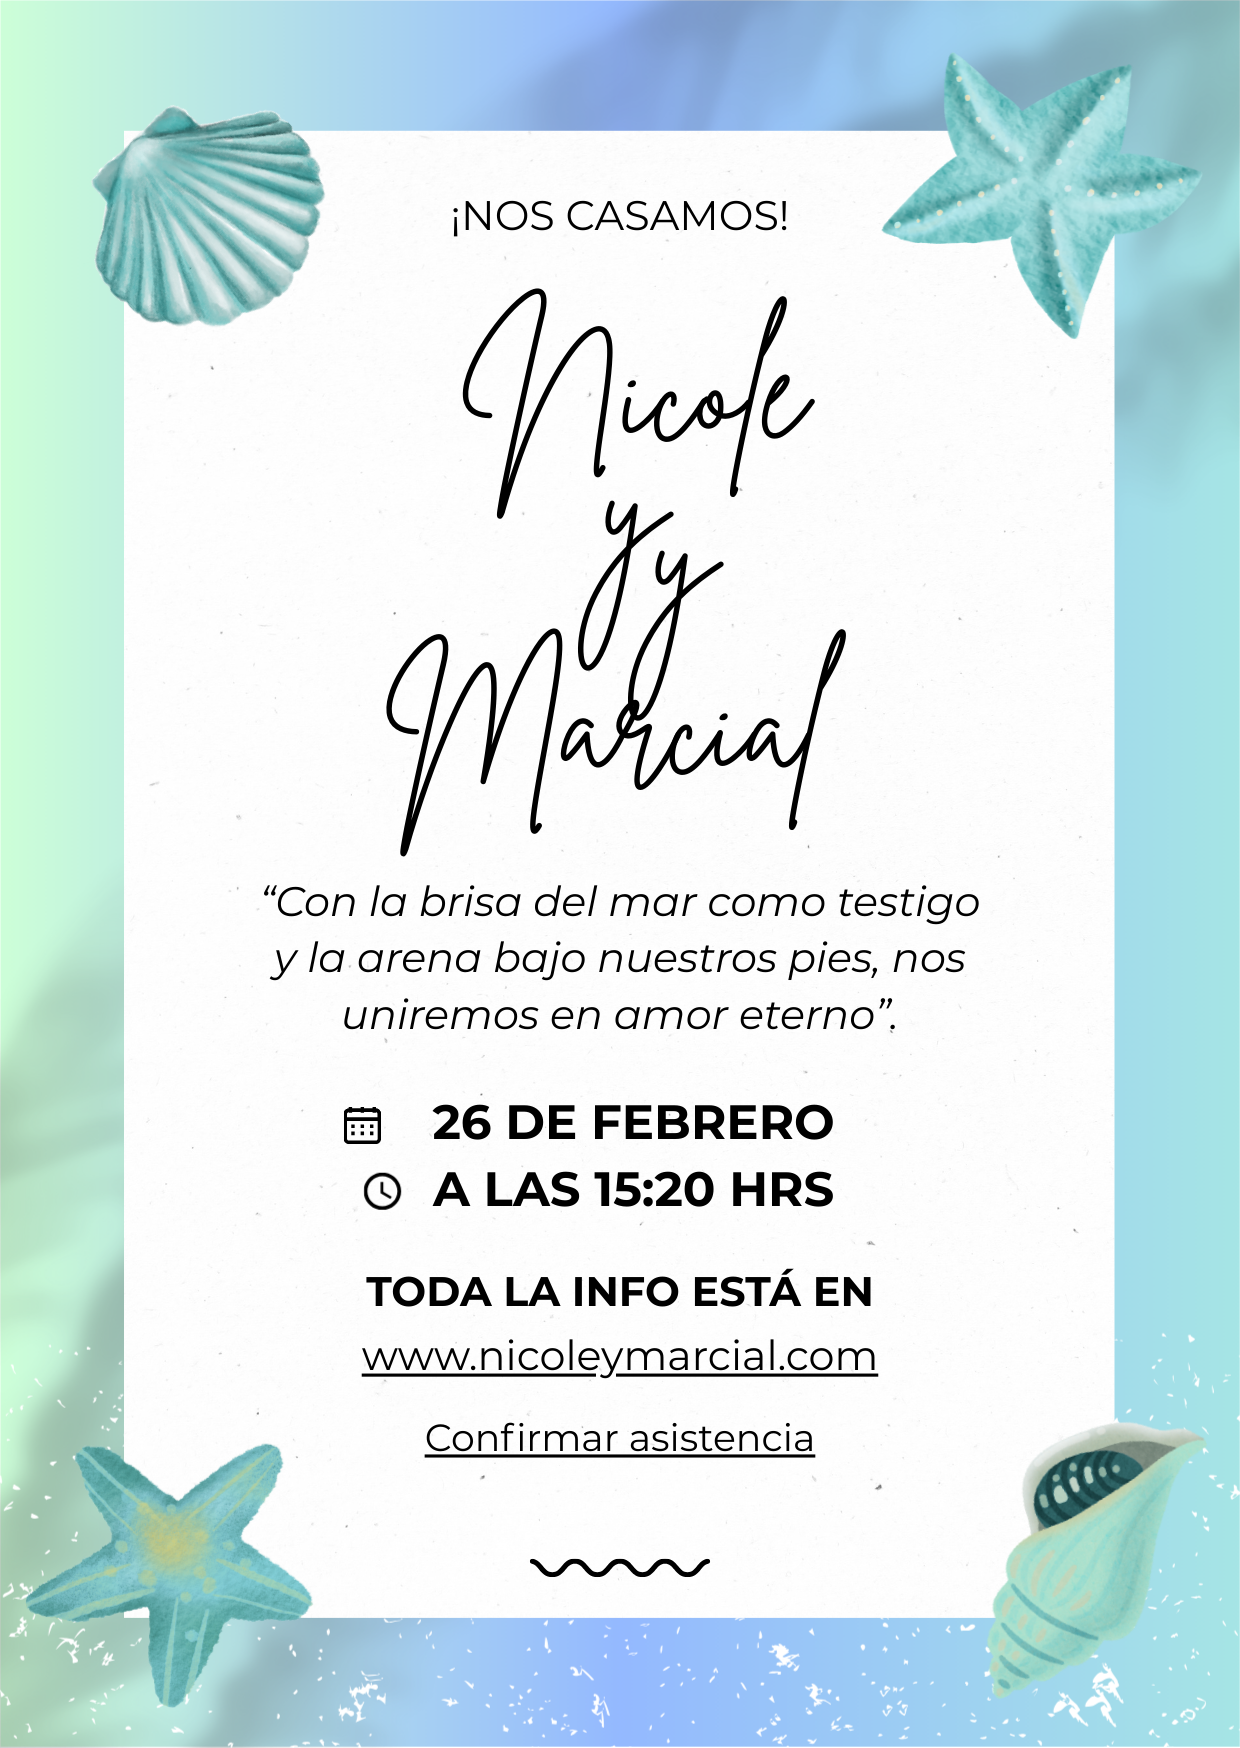 ¡NOS CASAMOS!
Nicole
y y
Marcial
“Con la brisa del mar como testigo
y la arena bajo nuestros pies, nos
uniremos en amor eterno”.
26 DE FEBRERO
A LAS 15:20 HRS
TODA LA INFO ESTÁ EN
www.nicoleymarcial.com
Confirmar asistencia